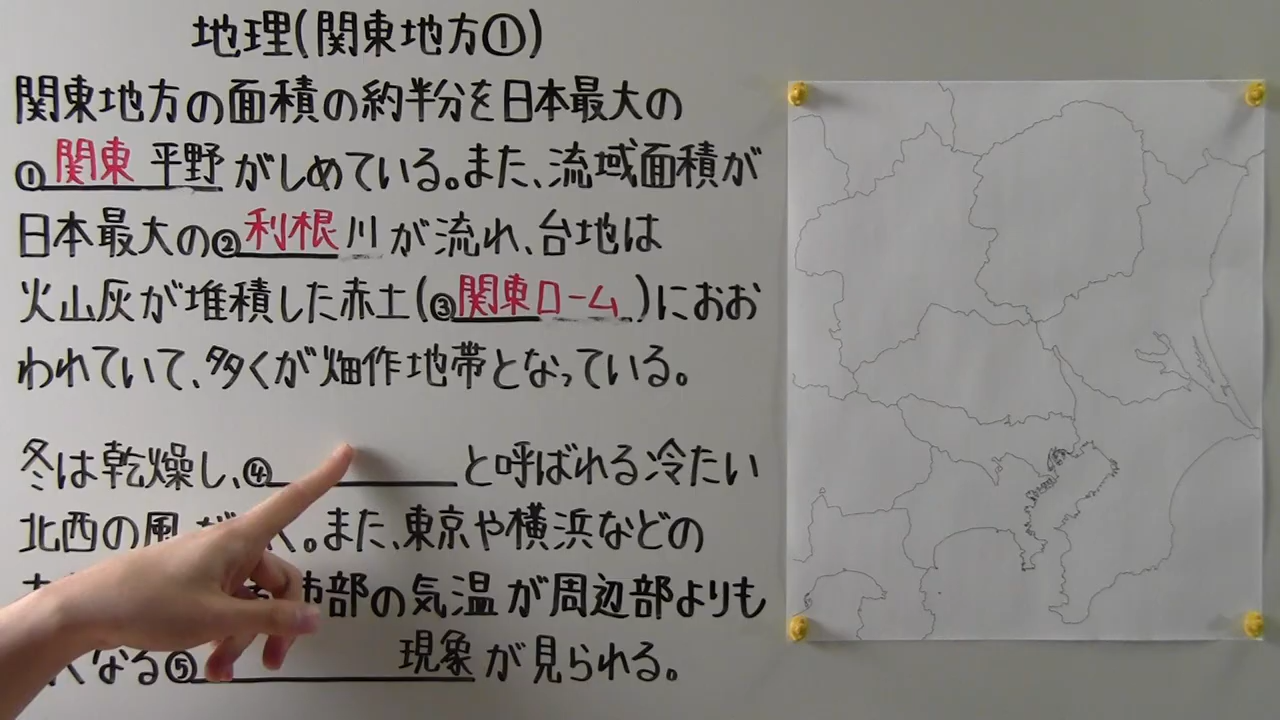 地理(関東地方①)
関東地方の面積の約半分を日本最大の
①関東平野がしめている。また、流域面積が
日本最大の②利根川が流れ、台地は
火山灰が堆積した赤土(③関東ローム)におお
われていて、多くが畑作地帯となっている。
冬は乾燥し、④ と呼ばれる冷たい
北西の風が く。また、東京や横浜などの
市部の気温が周辺部よりも
くなる⑤ 現象が見られる。